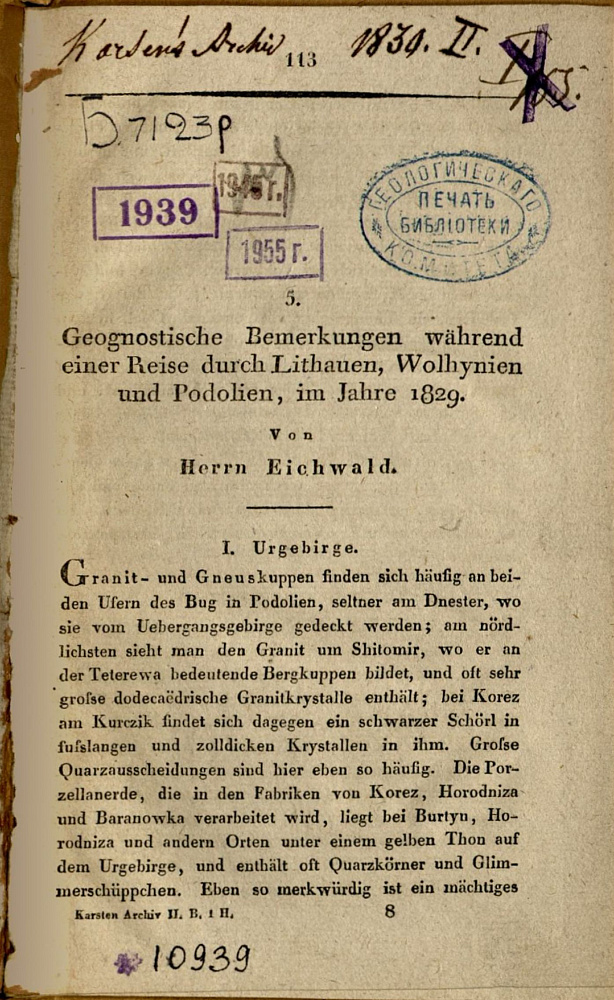 Karsten's Archiv 113 1830. II.
Б.7123р
1945 г.
1939
1955 г.
ГЕОЛОГИЧЕСКАГО
ПЕЧАТЬ
БИБЛІОТЕКИ
КОМИТЕТА
5.
Geognostische Bemerkungen während
einer Reise durch Lithauen, Wolhynien
und Podolien, im Jahre 1829.
Von
Herrn Eichwald.
I. Urgebirge.
Granit- und Gneuskuppen finden sich häufig an bei-
den Ufern des Bug in Podolien, seltner am Dnester, wo
sie vom Uebergangsgebirge gedeckt werden; am nörd-
lichsten sieht man den Granit um Shitomir, wo er an
der Teterewa bedeutende Bergkuppen bildet, und oft sehr
grofse dodecaëdrische Granitkrystalle enthält; bei Korez
am Kurczik findet sich dagegen ein schwarzer Schörl in
fufslangen und zolldicken Krystallen in ihm. Grofse
Quarzausscheidungen sind hier eben so häufig. Die Por-
zellanerde, die in den Fabriken von Korez, Horodniza
und Baranowka verarbeitet wird, liegt bei Burtyn, Ho-
rodniza und andern Orten unter einem gelben Thon auf
dem Urgebirge, und enthält oft Quarzkörner und Glim-
merschüppchen. Eben so merkwürdig ist ein mächtiges
Karsten Archiv II. B. 1 H. 8
10939